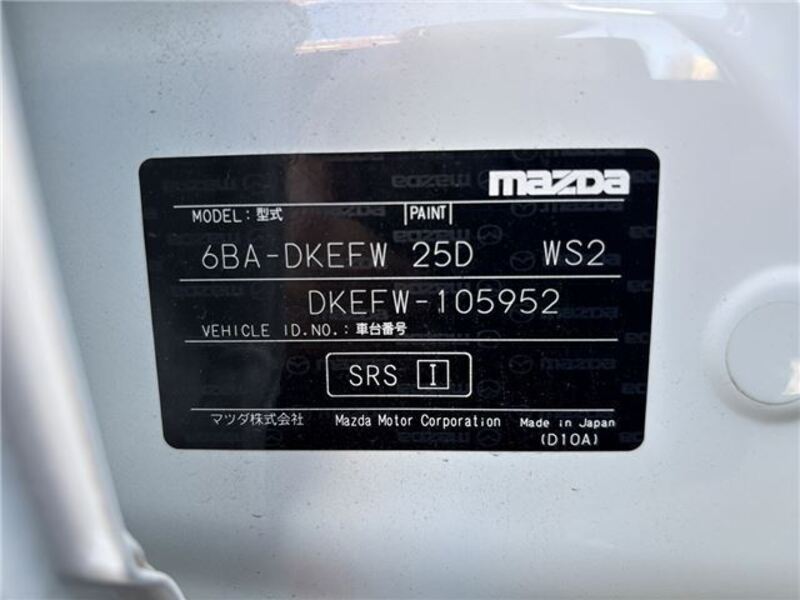 mazda
MODEL：型式 PAINT
6BA-DKEFW 25D WS2
DKEFW-105952
VEHICLE ID.NO.：車台番号
SRS I
マツダ株式会社 Mazda Motor Corporation Made in Japan
(D10A)